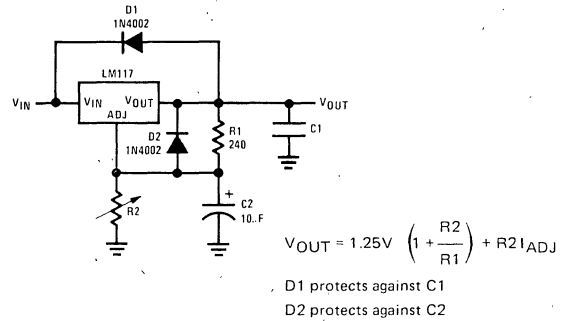 D1
1N4002
LM117
VIN
VIN
VOUT
VOUT
ADJ
D2
1N4002
R1
240
C1
R2
+
C2
10..F
VOUT = 1.25V (1 + R2/R1) + R2 IADJ
D1 protects against C1
D2 protects against C2